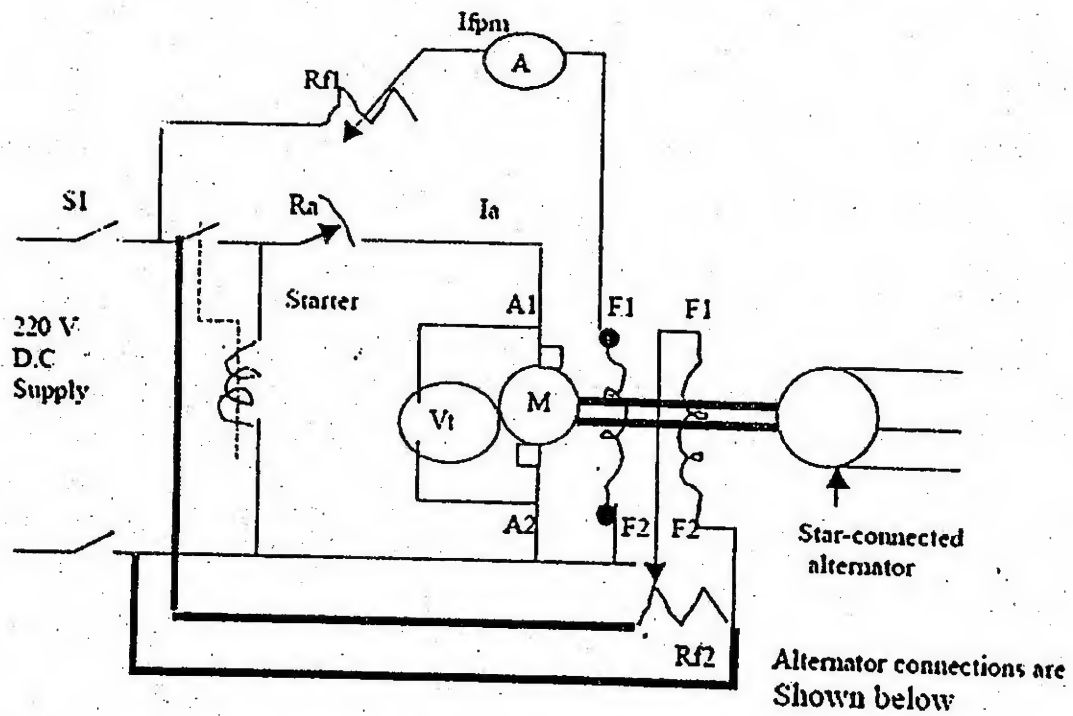 Ifpm
A
Rf1
S1
Ra
Ia
Starter
A1
F1
F1
220 V
D.C
Supply
Vt
M
A2
F2
F2
Star-connected
alternator
Rf2
Alternator connections are
Shown below